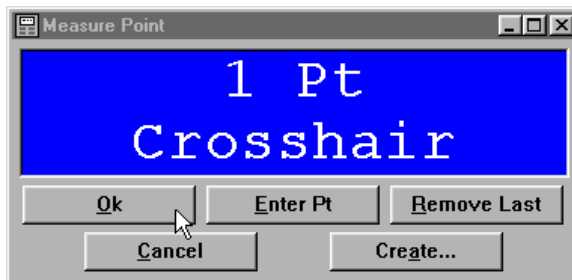 Measure Point
1 Pt
Crosshair
Ok Enter Pt Remove Last
Cancel Create...